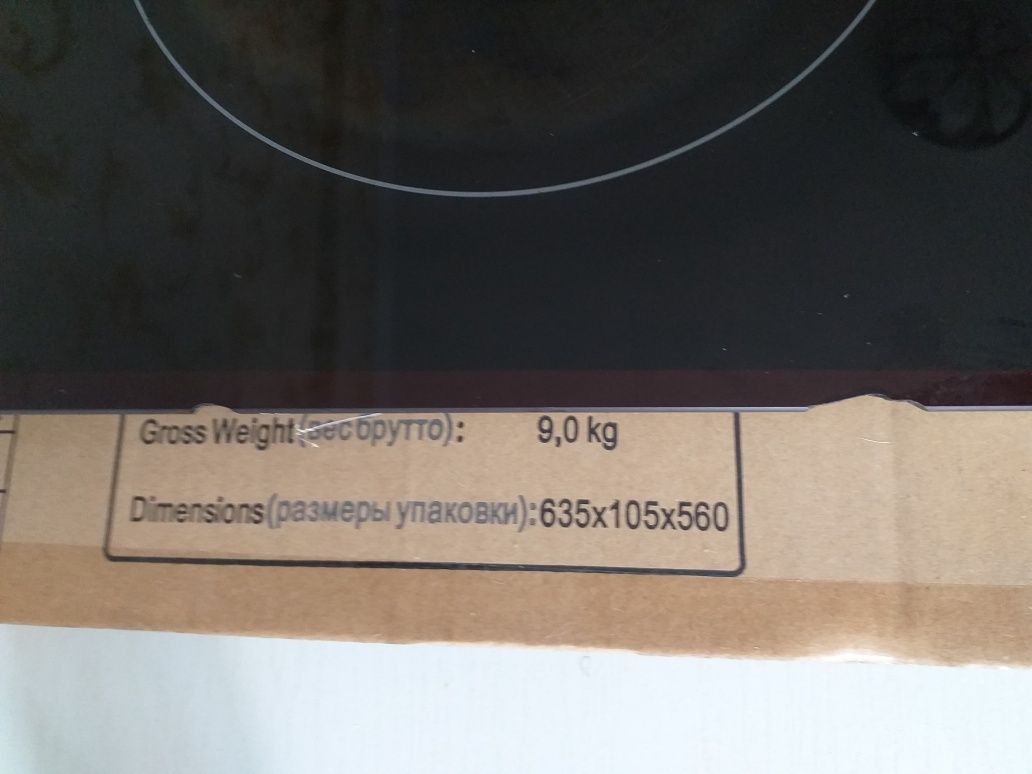 Gross Weight(вес брутто): 9,0 kg
Dimensions(размеры упаковки):635x105x560